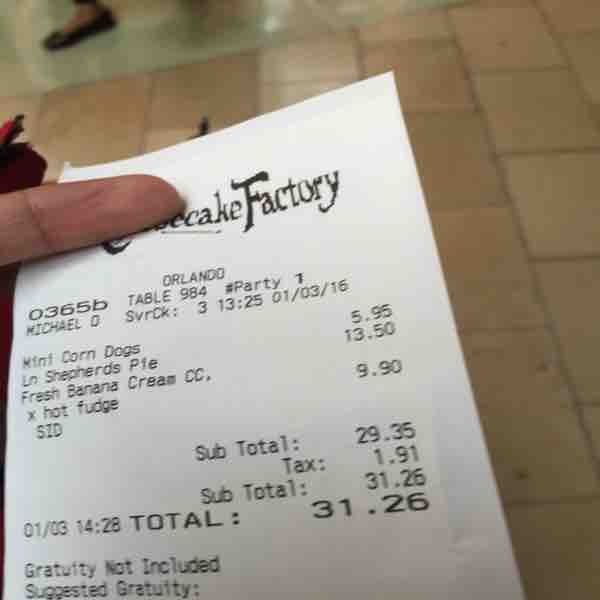 Factory
ORLANDO
0365b TABLE 984 #Party 1
MICHAEL O SvrCk: 3 13:25 01/03/16
Mini Corn Dogs 5.95
Ln Shepherds Pie 13.50
Fresh Banana Cream CC, 9.90
x hot fudge
SID
Sub Total: 29.35
Tax: 1.91
Sub Total: 31.26
01/03 14:28 TOTAL: 31.26
Gratuity Not Included
Suggested Gratuity: